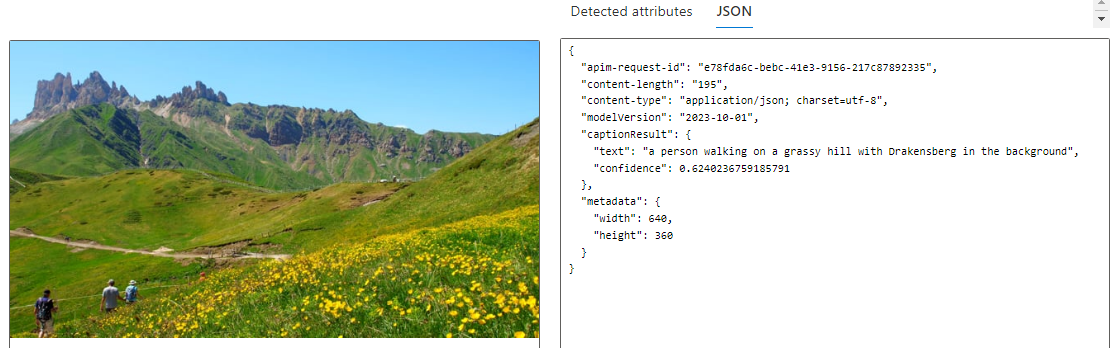 Detected attributes JSON
{
"apim-request-id": "e78fda6c-bebc-41e3-9156-217c87892335",
"content-length": "195",
"content-type": "application/json; charset=utf-8",
"modelVersion": "2023-10-01",
"captionResult": {
"text": "a person walking on a grassy hill with Drakensberg in the background",
"confidence": 0.6240236759185791
},
"metadata": {
"width": 640,
"height": 360
}
}